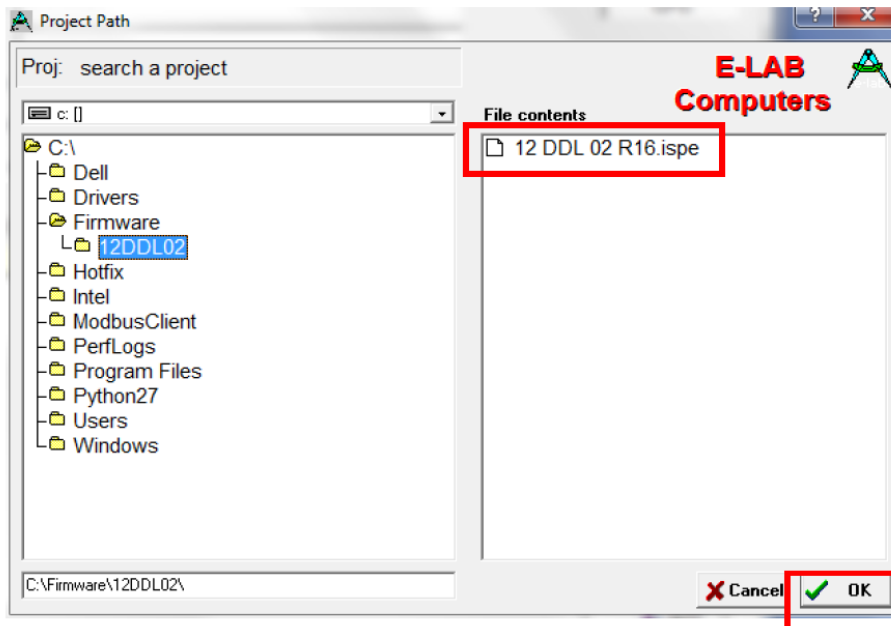 Project Path
?
x
Proj: search a project
E-LAB
Computers
c: []
File contents
C:\
Dell
Drivers
Firmware
12DDL02
Hotfix
Intel
ModbusClient
PerfLogs
Program Files
Python27
Users
Windows
12 DDL 02 R16.ispe
C:\Firmware\12DDL02\
Cancel
OK